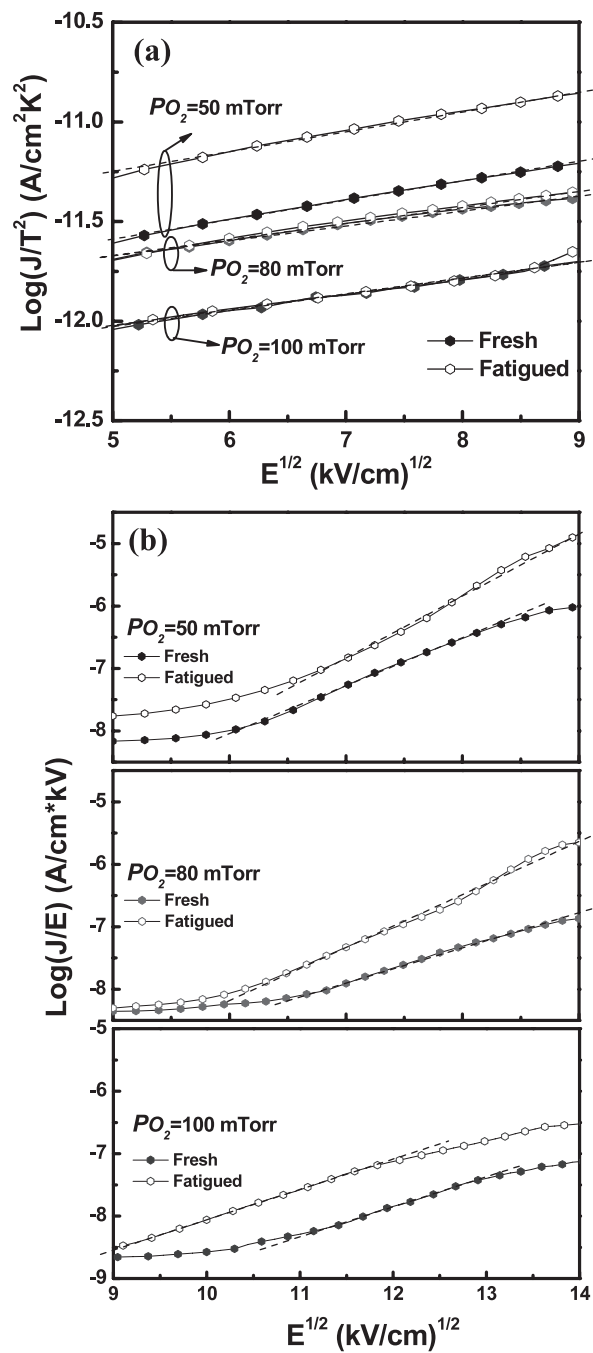 (a)
Log(J/T²) (A/cm²K²)
-10.5
-11.0
-11.5
-12.0
-12.5
PO₂=50 mTorr
PO₂=80 mTorr
PO₂=100 mTorr
Fresh
Fatigued
5 6 7 8 9
E^1/2 (kV/cm)^1/2
(b)
Log(J/E) (A/cm*kV)
-5
-6
-7
-8
PO₂=50 mTorr
Fresh
Fatigued
-5
-6
-7
-8
PO₂=80 mTorr
Fresh
Fatigued
-5
-6
-7
-8
-9
PO₂=100 mTorr
Fresh
Fatigued
9 10 11 12 13 14
E^1/2 (kV/cm)^1/2